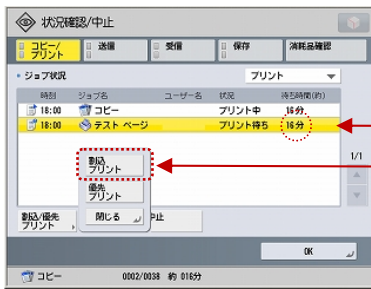 状況確認/中止
コピー/
プリント
送信
受信
保存
消耗品確認
ジョブ状況
プリント
時刻 ジョブ名 ユーザー名 状況 待ち時間(約)
18:00 コピー プリント中 16分
18:00 テスト ページ プリント待ち 16分
1/1
割込
プリント
優先
プリント
閉じる
割込/優先
プリント
中止
OK
コピー 0002/0038 約 016分